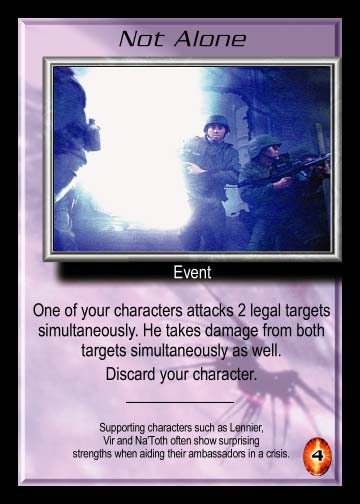 Not Alone
Event
One of your characters attacks 2 legal targets
simultaneously. He takes damage from both
targets simultaneously as well.
Discard your character.
Supporting characters such as Lennier,
Vir and Na'Toth often show surprising
strengths when aiding their ambassadors in a crisis.
4